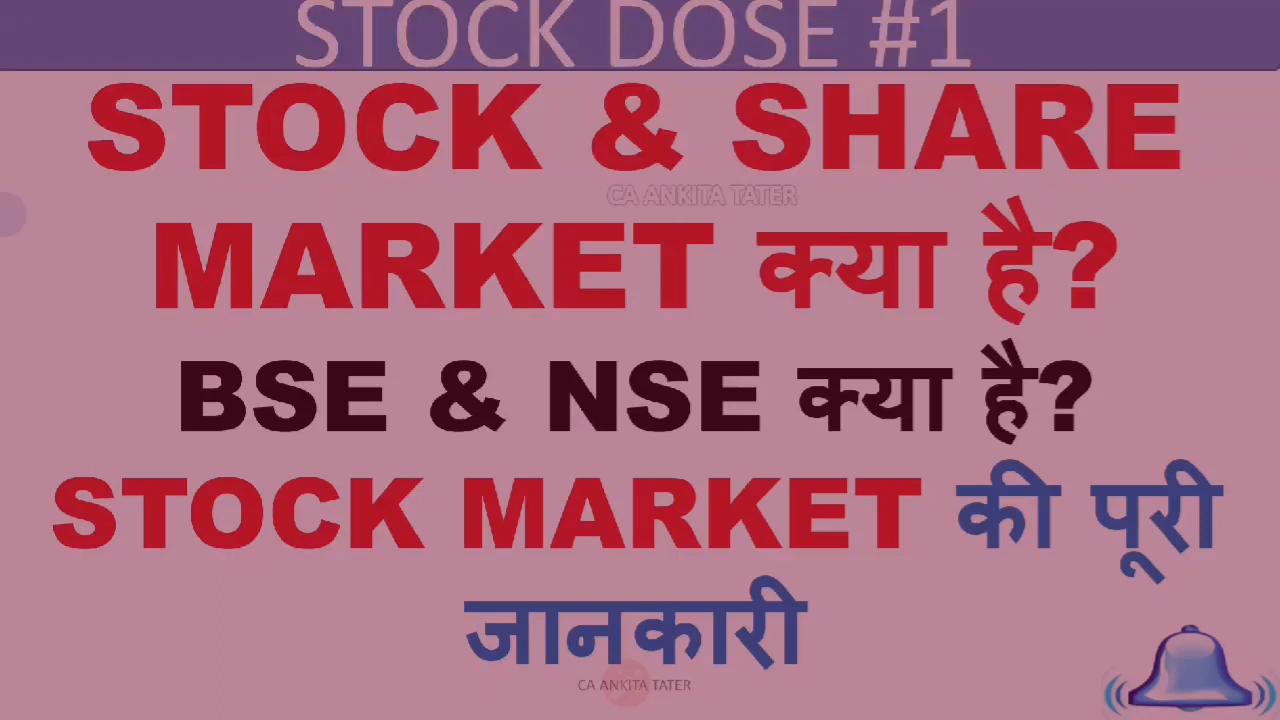 STOCK DOSE #1
STOCK & SHARE
CA ANKITA TATER
MARKET क्या है?
BSE & NSE क्या है?
STOCK MARKET की पूरी
जानकारी
CA ANKITA TATER